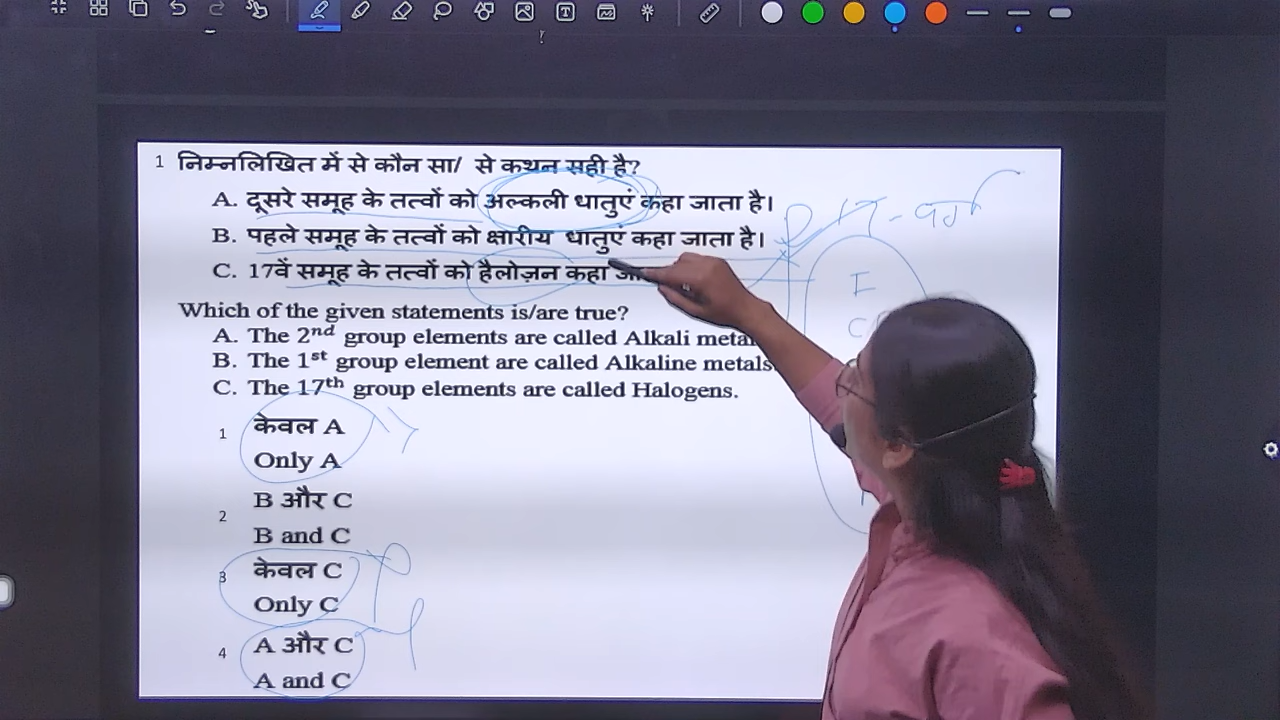 1 निम्नलिखित में से कौन सा/ से कथन सही है?
A. दूसरे समूह के तत्वों को अल्कली धातुएं कहा जाता है।
B. पहले समूह के तत्वों को क्षारीय धातुएं कहा जाता है।
C. 17वें समूह के तत्वों को हैलोज़न कहा
17 - वर्ग
Which of the given statements is/are true?
A. The 2nd group elements are called Alkali
B. The 1st group element are called Alkaline metals.
C. The 17th group elements are called Halogens.
1 केवल A
Only A
2 B और C
B and C
3 केवल C
Only C
4 A और C
A and C